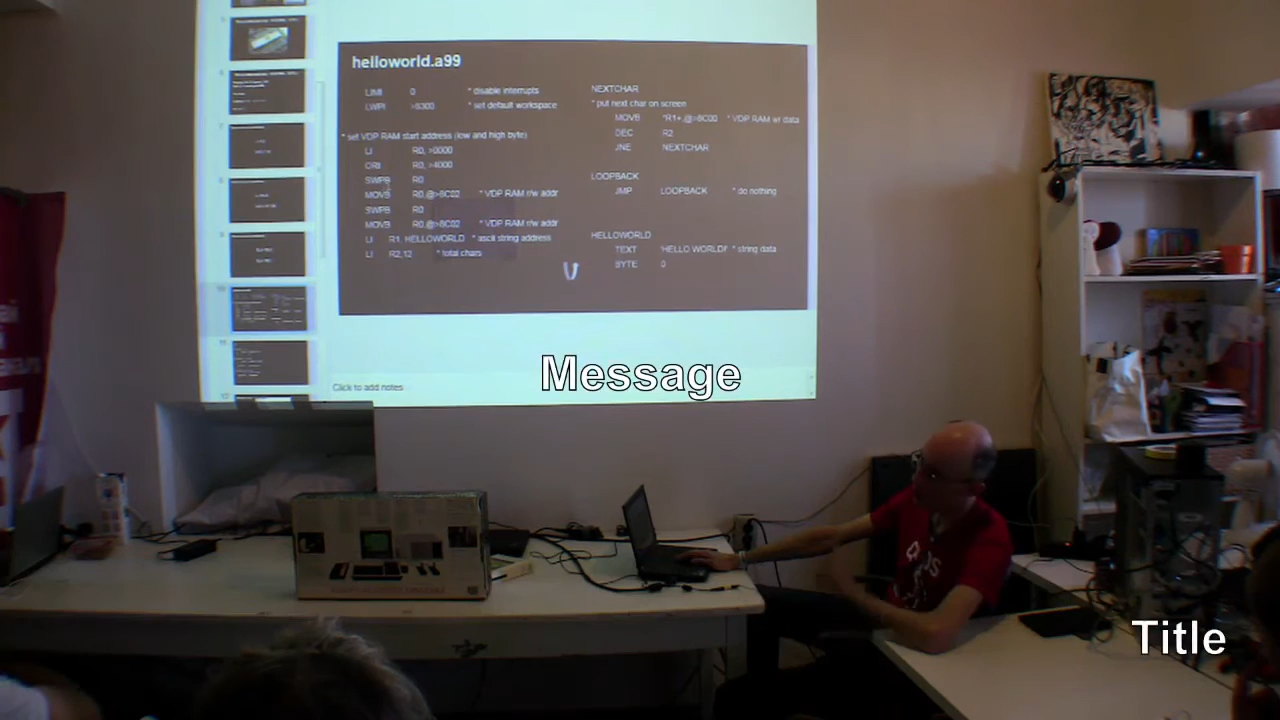 helloworld.a99
LIMI 0 * disable interrupts
LWPI >8300 * set default workspace
* set VDP RAM start address (low and high byte)
LI R0, >0000
ORI R0, >4000
SWPB R0
MOVB R0,@>8C02 * VDP RAM r/w addr
SWPB R0
MOVB R0,@>8C02 * VDP RAM r/w addr
LI R1, HELLOWORLD * ascii string address
LI R2,12 * total chars
NEXTCHAR
* put next char on screen
MOVB *R1+,@>8C00 * VDP RAM w/ data
DEC R2
JNE NEXTCHAR
LOOPBACK
JMP LOOPBACK * do nothing
HELLOWORLD
TEXT 'HELLO WORLD!' * string data
BYTE 0
Click to add notes
Message
Title